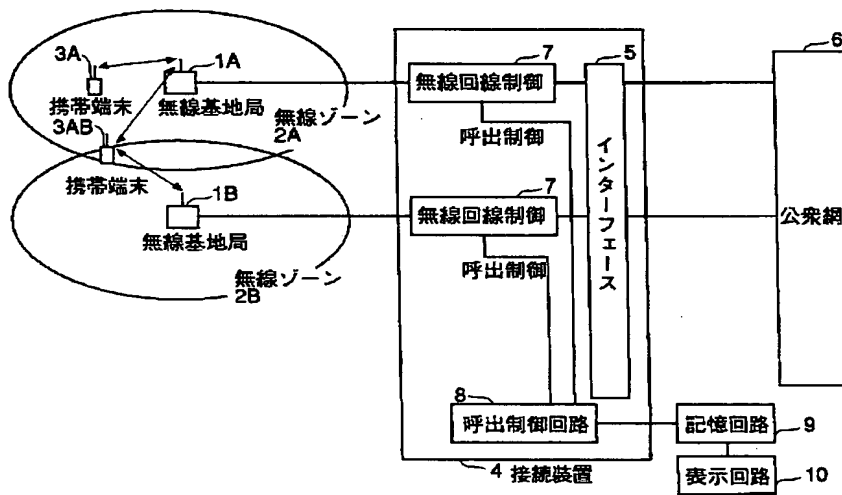 3A
1A
携帯端末
無線基地局
3AB
無線ゾーン
2A
携帯端末
1B
無線基地局
無線ゾーン
2B
7
無線回線制御
呼出制御
7
無線回線制御
呼出制御
5
インターフェース
6
公衆網
8
呼出制御回路
4 接続装置
記憶回路
9
表示回路
10